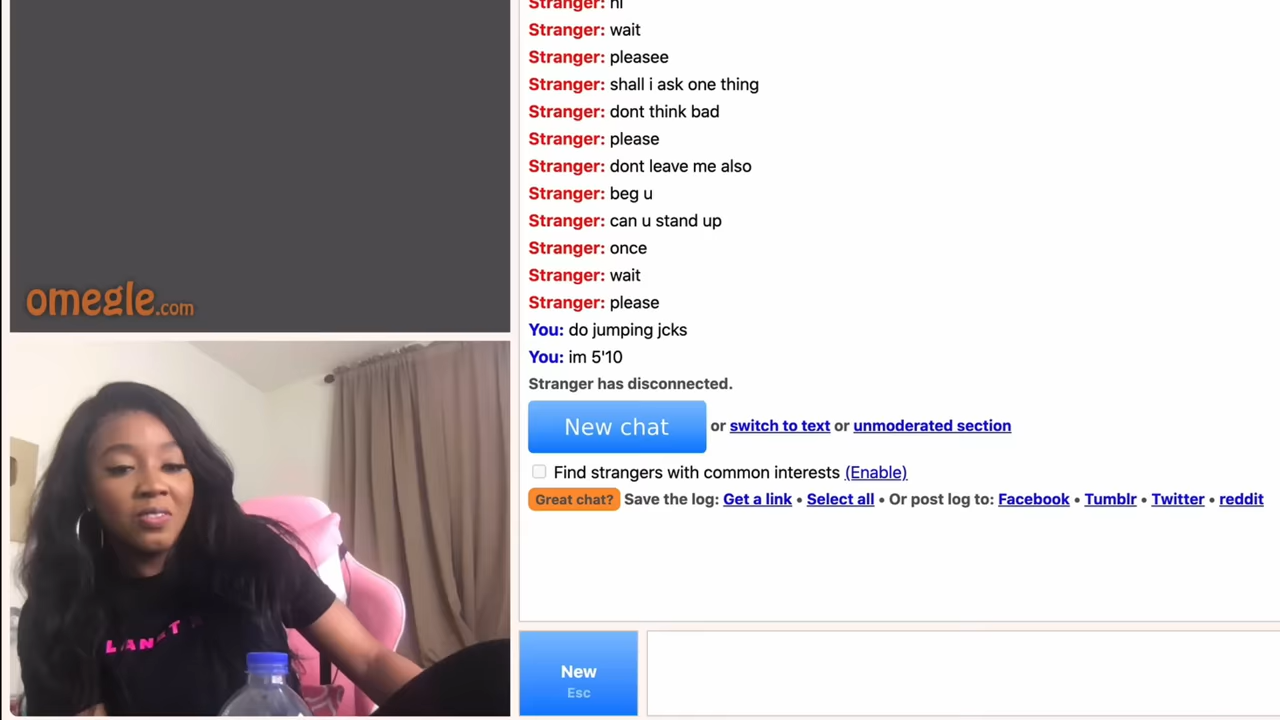 Stranger: hi
Stranger: wait
Stranger: pleasee
Stranger: shall i ask one thing
Stranger: dont think bad
Stranger: please
Stranger: dont leave me also
Stranger: beg u
Stranger: can u stand up
Stranger: once
Stranger: wait
Stranger: please
You: do jumping jcks
You: im 5'10
Stranger has disconnected.
New chat or switch to text or unmoderated section
Find strangers with common interests (Enable)
Great chat? Save the log: Get a link • Select all • Or post log to: Facebook • Tumblr • Twitter • reddit
New
Esc
omegle.com